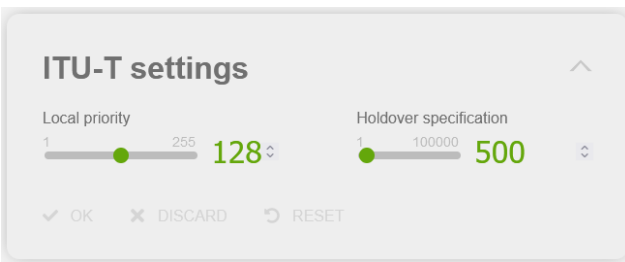 ITU-T settings
Local priority
Holdover specification
1 255 128
1 100000 500
OK DISCARD RESET